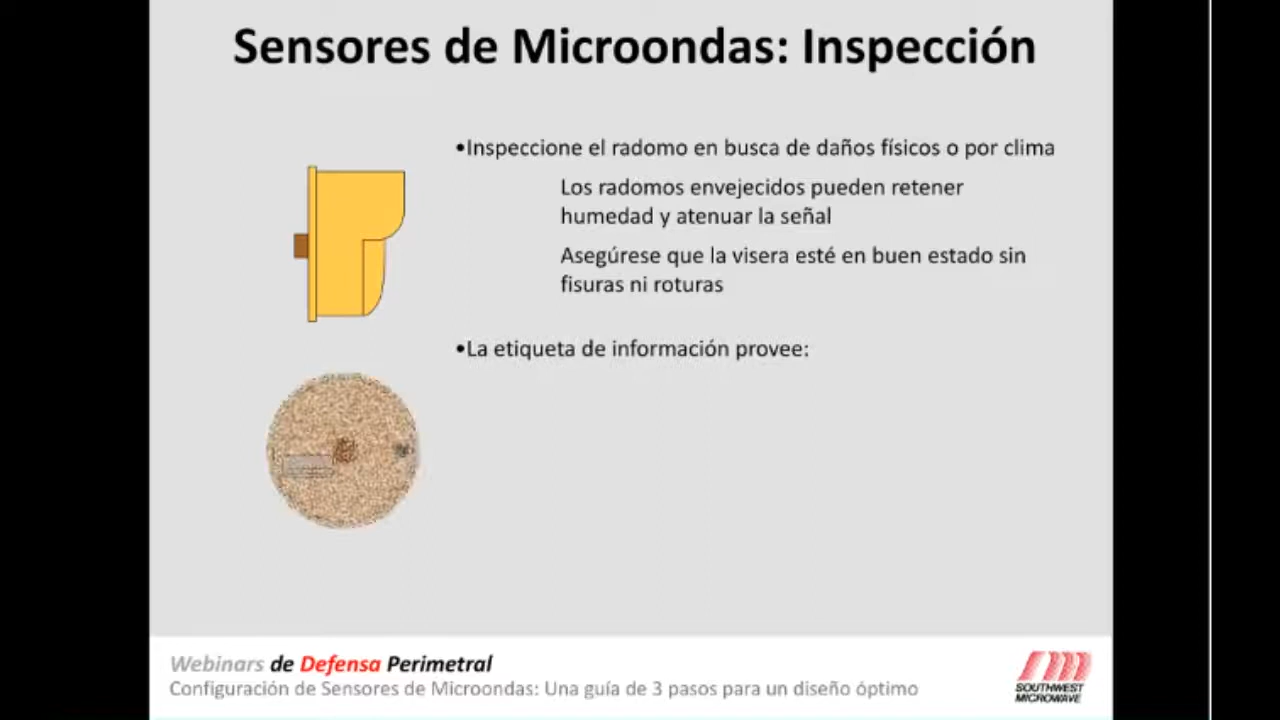 Sensores de Microondas: Inspección
•Inspeccione el radomo en busca de daños físicos o por clima
Los radomos envejecidos pueden retener
humedad y atenuar la señal
Asegúrese que la visera esté en buen estado sin
fisuras ni roturas
•La etiqueta de información provee:
Webinars de Defensa Perimetral
Configuración de Sensores de Microondas: Una guía de 3 pasos para un diseño óptimo
SOUTHWEST
MICROWAVE